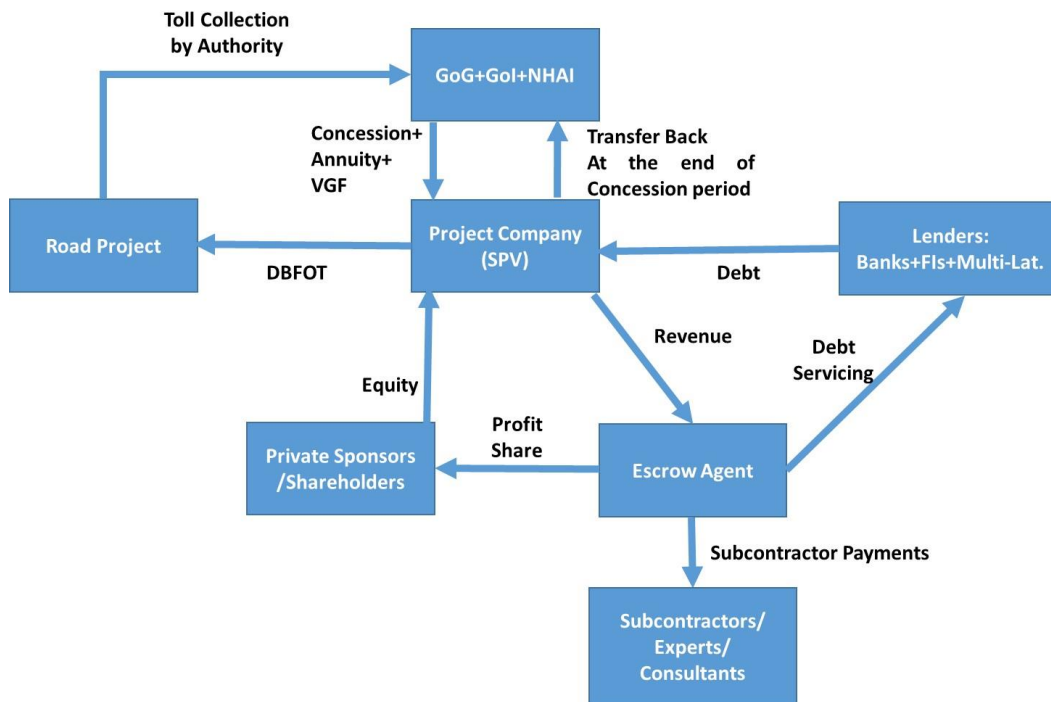 Toll Collection
by Authority
GoG+GoI+NHAI
Concession+
Annuity+
VGF
Transfer Back
At the end of
Concession period
Road Project
Project Company
(SPV)
Lenders:
Banks+FIs+Multi-Lat.
DBFOT
Debt
Revenue
Debt
Servicing
Equity
Profit
Share
Private Sponsors
/Shareholders
Escrow Agent
Subcontractor Payments
Subcontractors/
Experts/
Consultants